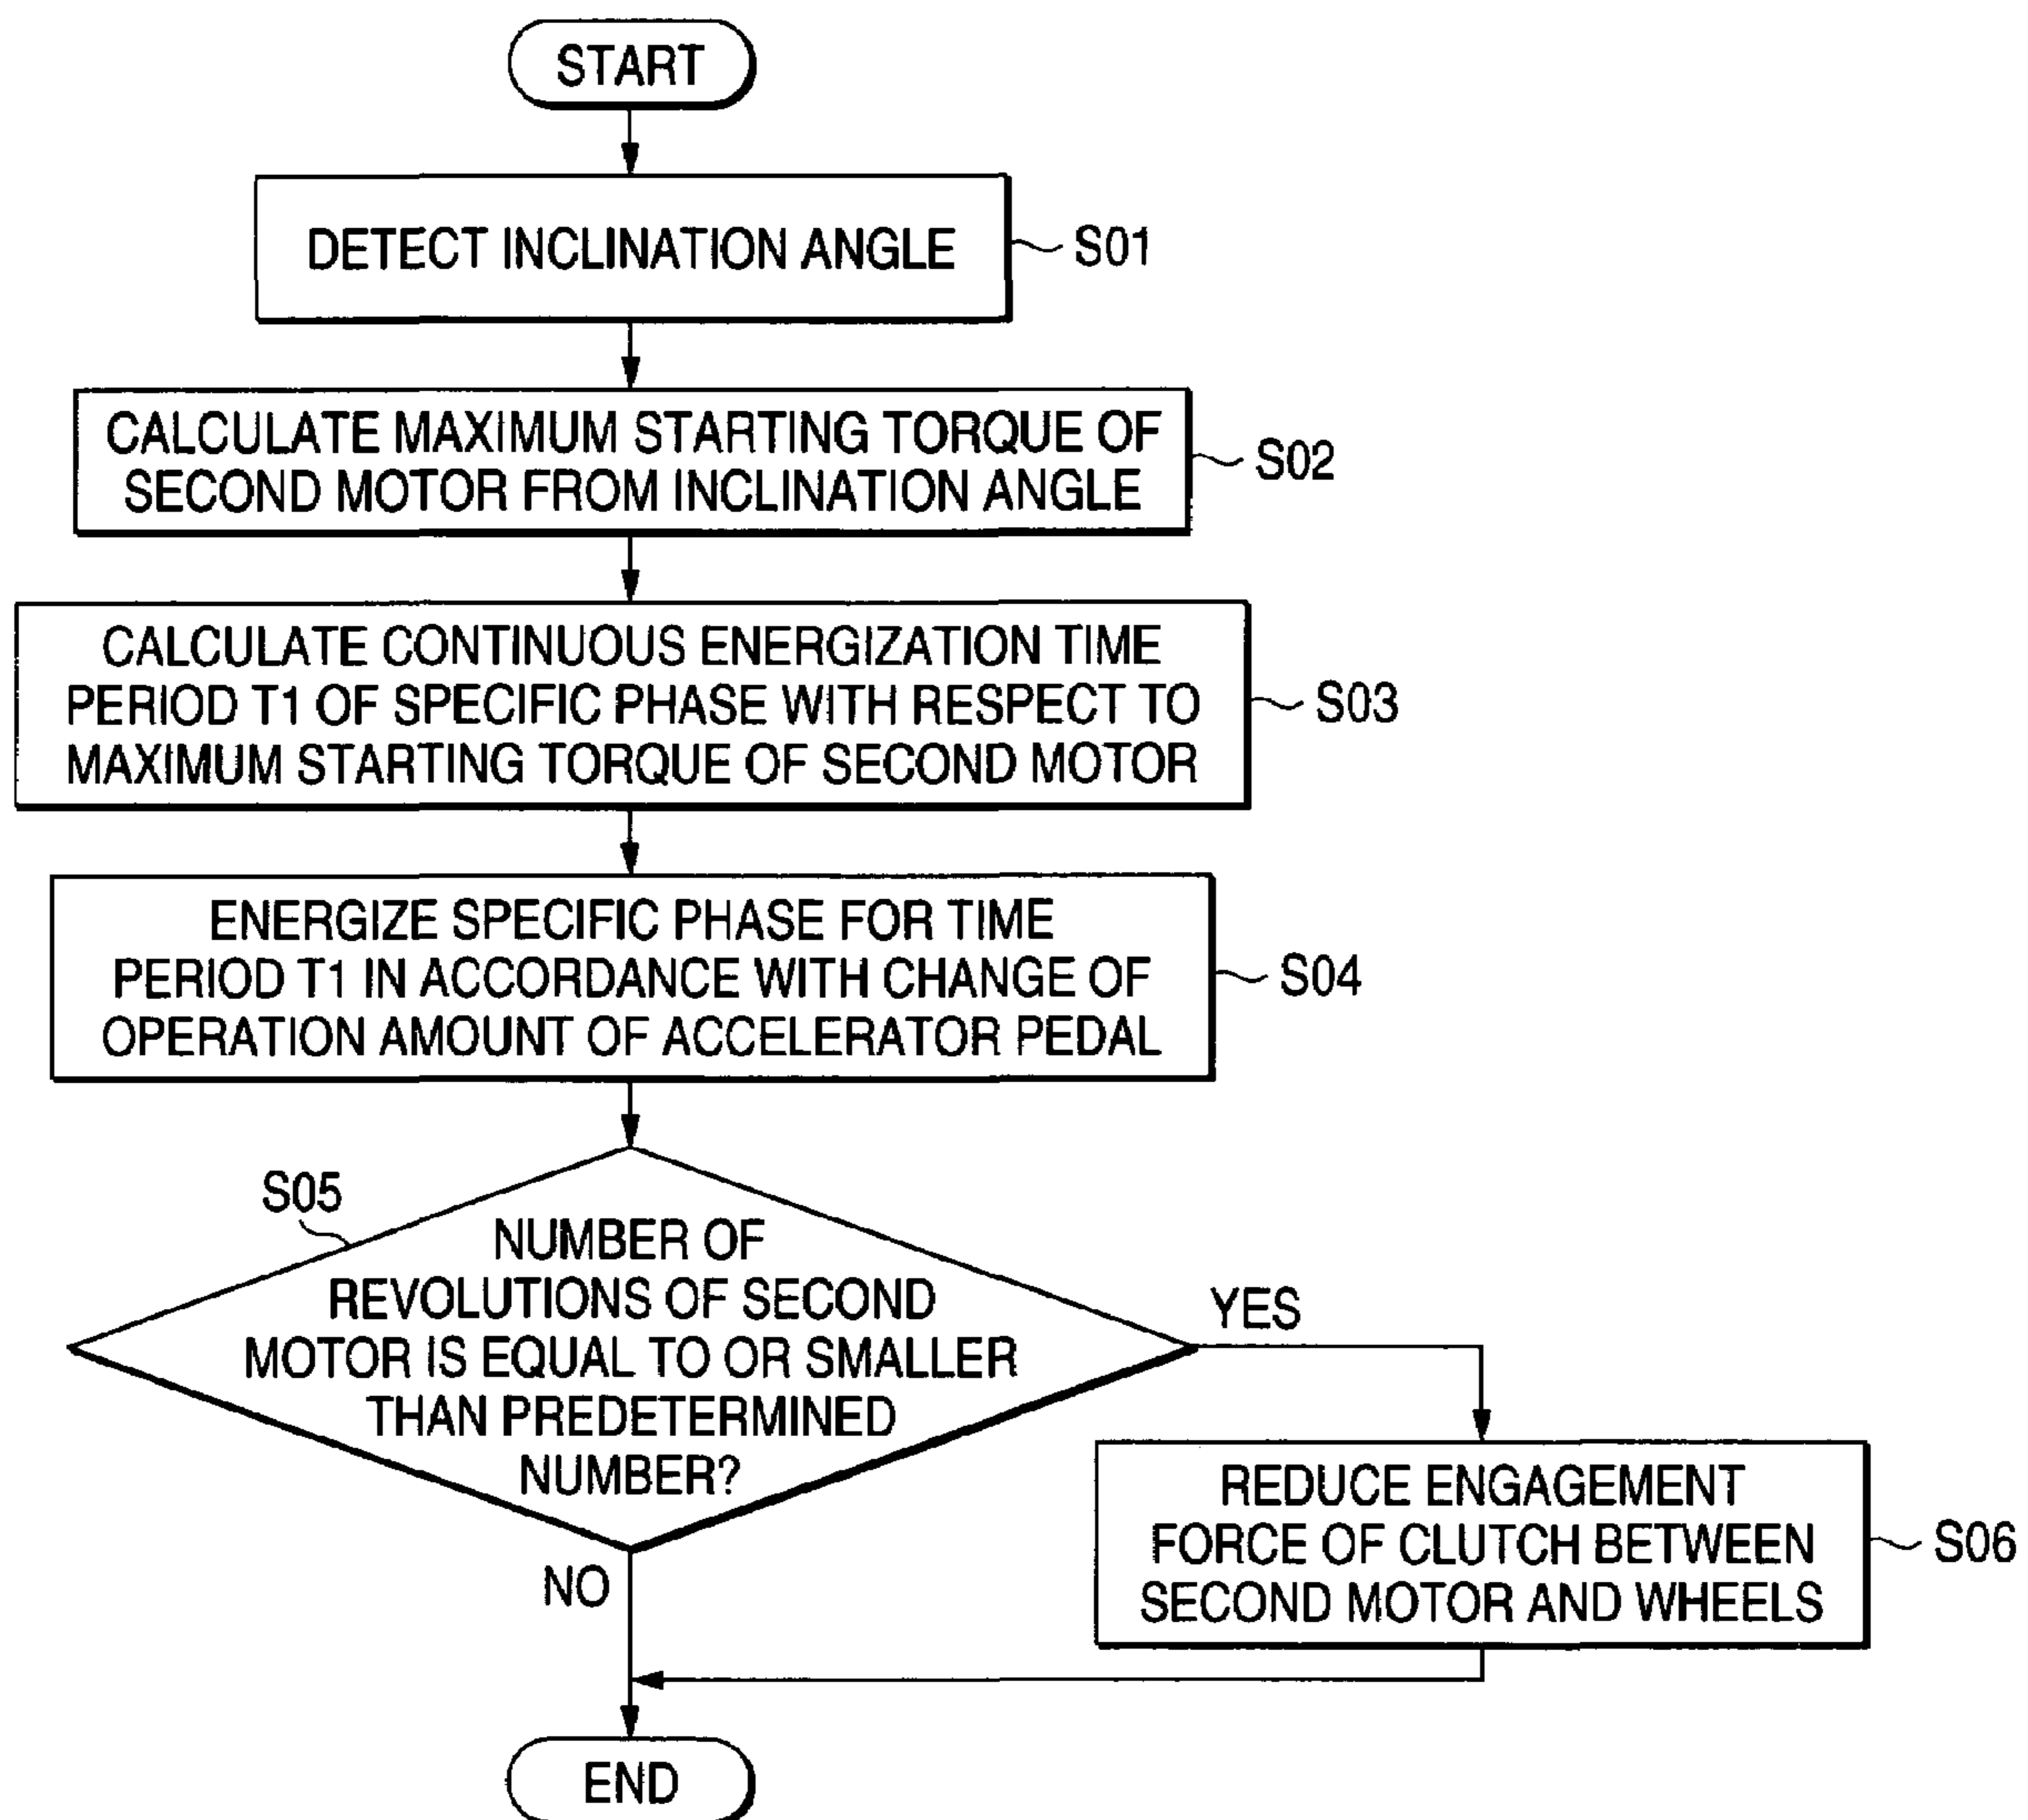 START
DETECT INCLINATION ANGLE
S01
CALCULATE MAXIMUM STARTING TORQUE OF
SECOND MOTOR FROM INCLINATION ANGLE
S02
CALCULATE CONTINUOUS ENERGIZATION TIME
PERIOD T1 OF SPECIFIC PHASE WITH RESPECT TO
MAXIMUM STARTING TORQUE OF SECOND MOTOR
S03
ENERGIZE SPECIFIC PHASE FOR TIME
PERIOD T1 IN ACCORDANCE WITH CHANGE OF
OPERATION AMOUNT OF ACCELERATOR PEDAL
S04
S05
NUMBER OF
REVOLUTIONS OF SECOND
MOTOR IS EQUAL TO OR SMALLER
THAN PREDETERMINED
NUMBER?
YES
REDUCE ENGAGEMENT
FORCE OF CLUTCH BETWEEN
SECOND MOTOR AND WHEELS
S06
NO
END